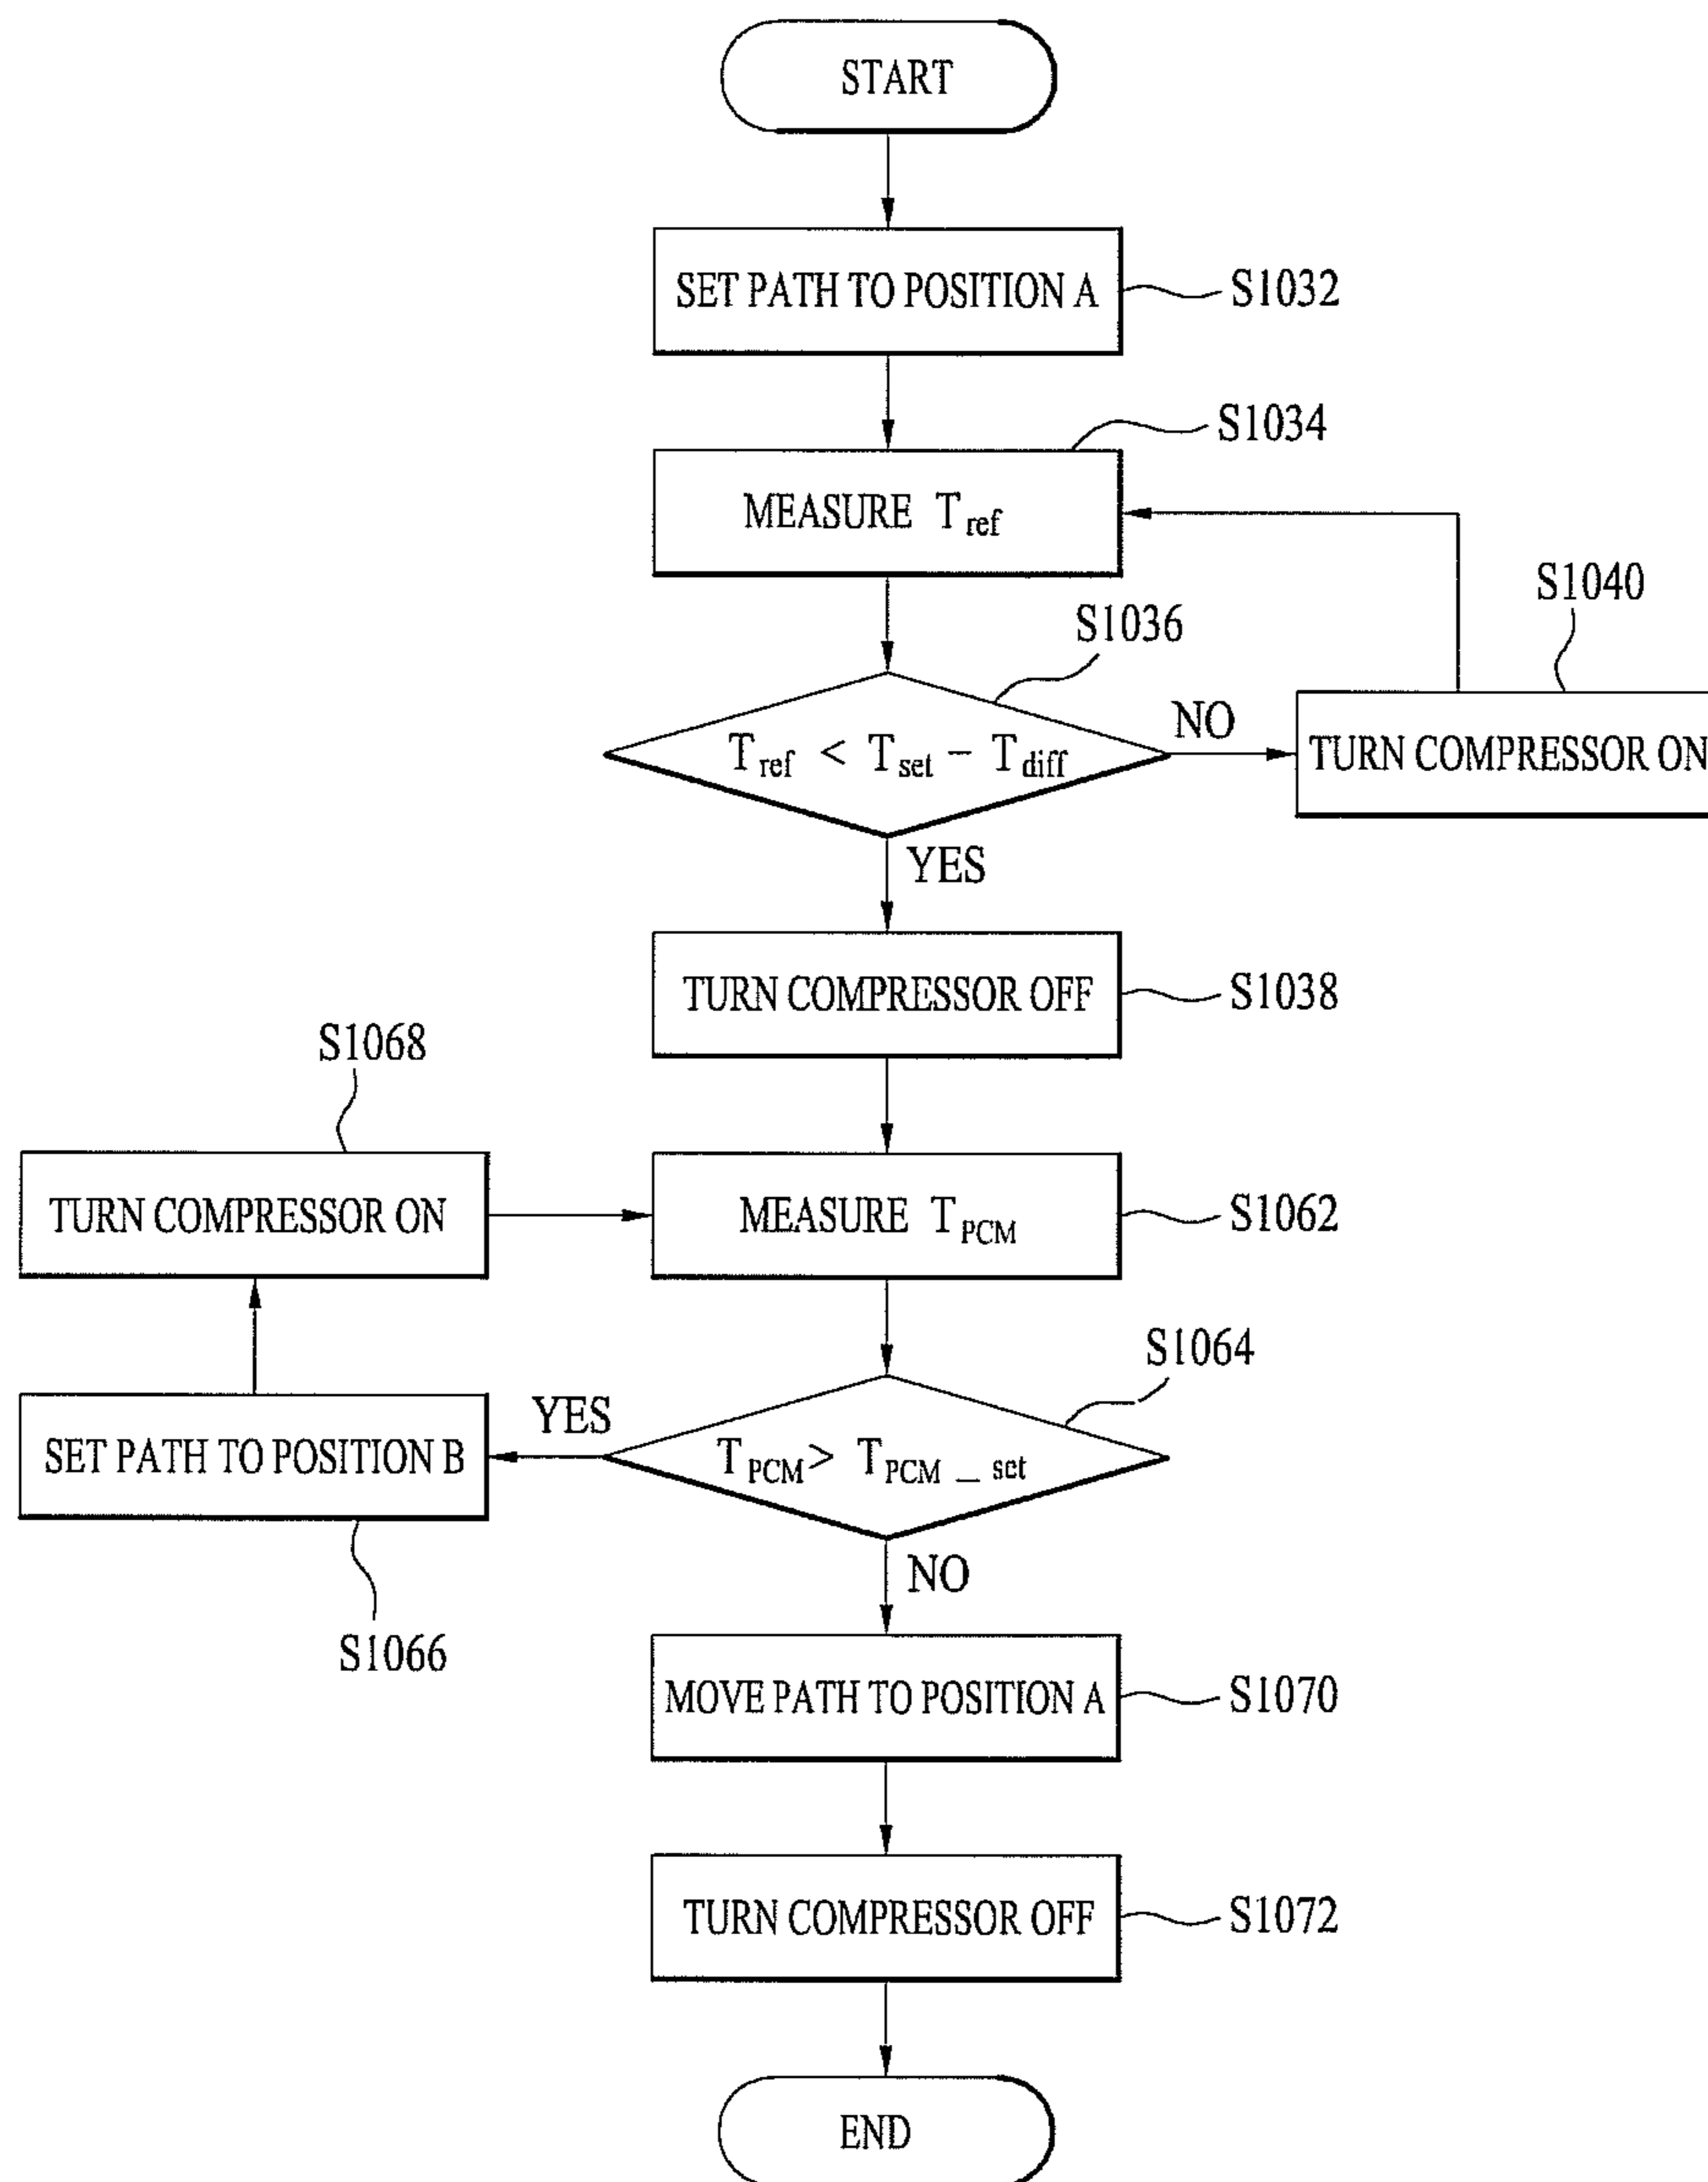 START
SET PATH TO POSITION A
S1032
S1034
MEASURE T_ref
S1040
S1036
T_ref < T_set − T_diff
NO
TURN COMPRESSOR ON
YES
TURN COMPRESSOR OFF
S1038
S1068
TURN COMPRESSOR ON
MEASURE T_PCM
S1062
S1064
YES
SET PATH TO POSITION B
T_PCM > T_PCM_set
NO
S1066
MOVE PATH TO POSITION A
S1070
TURN COMPRESSOR OFF
S1072
END